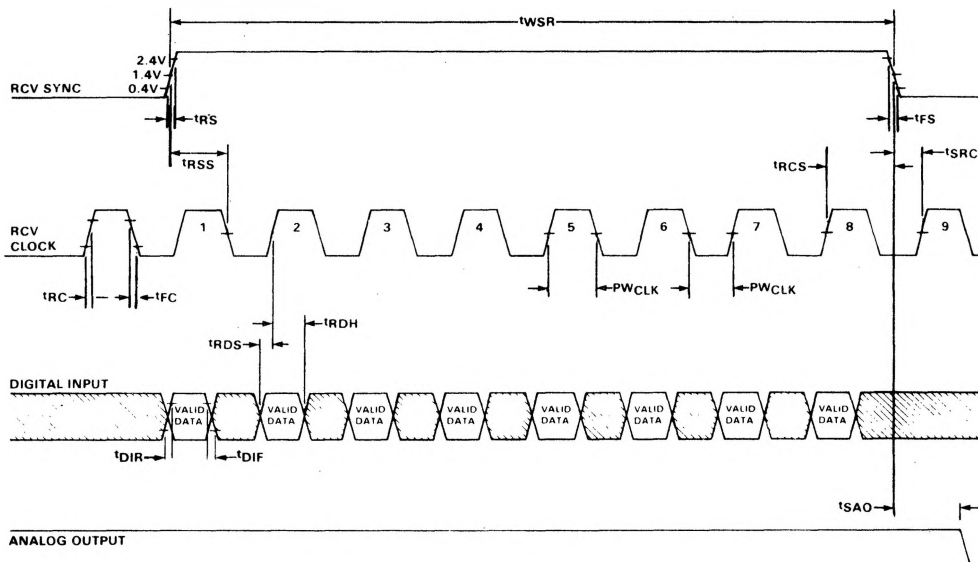 tWSR
2.4V
1.4V
0.4V
RCV SYNC
tRS
tFS
tRSS
tRCS
tSRC
RCV
CLOCK
1 2 3 4 5 6 7 8 9
tRC
tFC
PWCLK
PWCLK
tRDH
tRDS
DIGITAL INPUT
VALID DATA
VALID DATA
VALID DATA
VALID DATA
VALID DATA
VALID DATA
VALID DATA
VALID DATA
tDIR
tDIF
tSAO
ANALOG OUTPUT